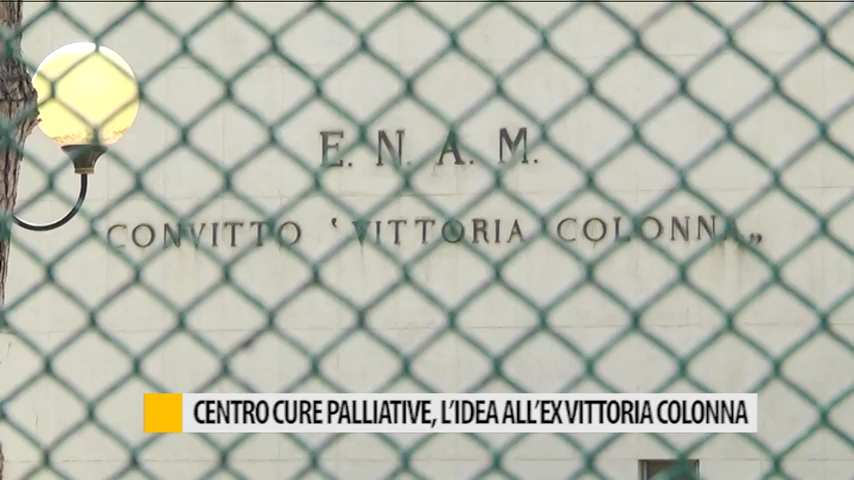 E. N. A. M.
CONVITTO ‛VITTORIA COLONNA„
CENTRO CURE PALLIATIVE, L'IDEA ALL'EX VITTORIA COLONNA